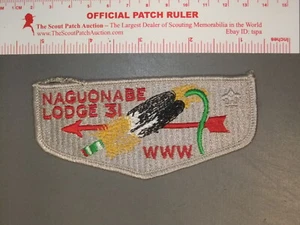 OFFICIAL PATCH RULER
The Scout Patch Auction - is the Largest Dealer of Scouting Memorabilia in the World
www.TheScoutPatchAuction.com
Ebay ID: tspa
NAGUONABE
LODGE 31
WWW